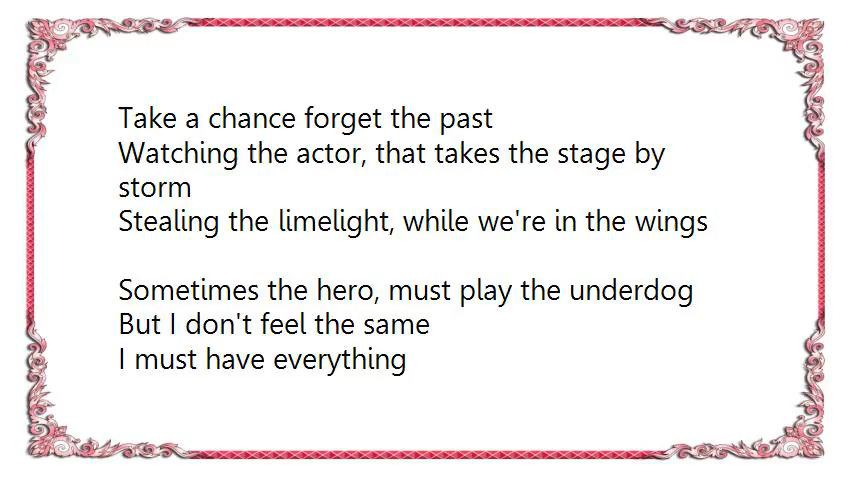 Take a chance forget the past
Watching the actor, that takes the stage by
storm
Stealing the limelight, while we're in the wings
Sometimes the hero, must play the underdog
But I don't feel the same
I must have everything